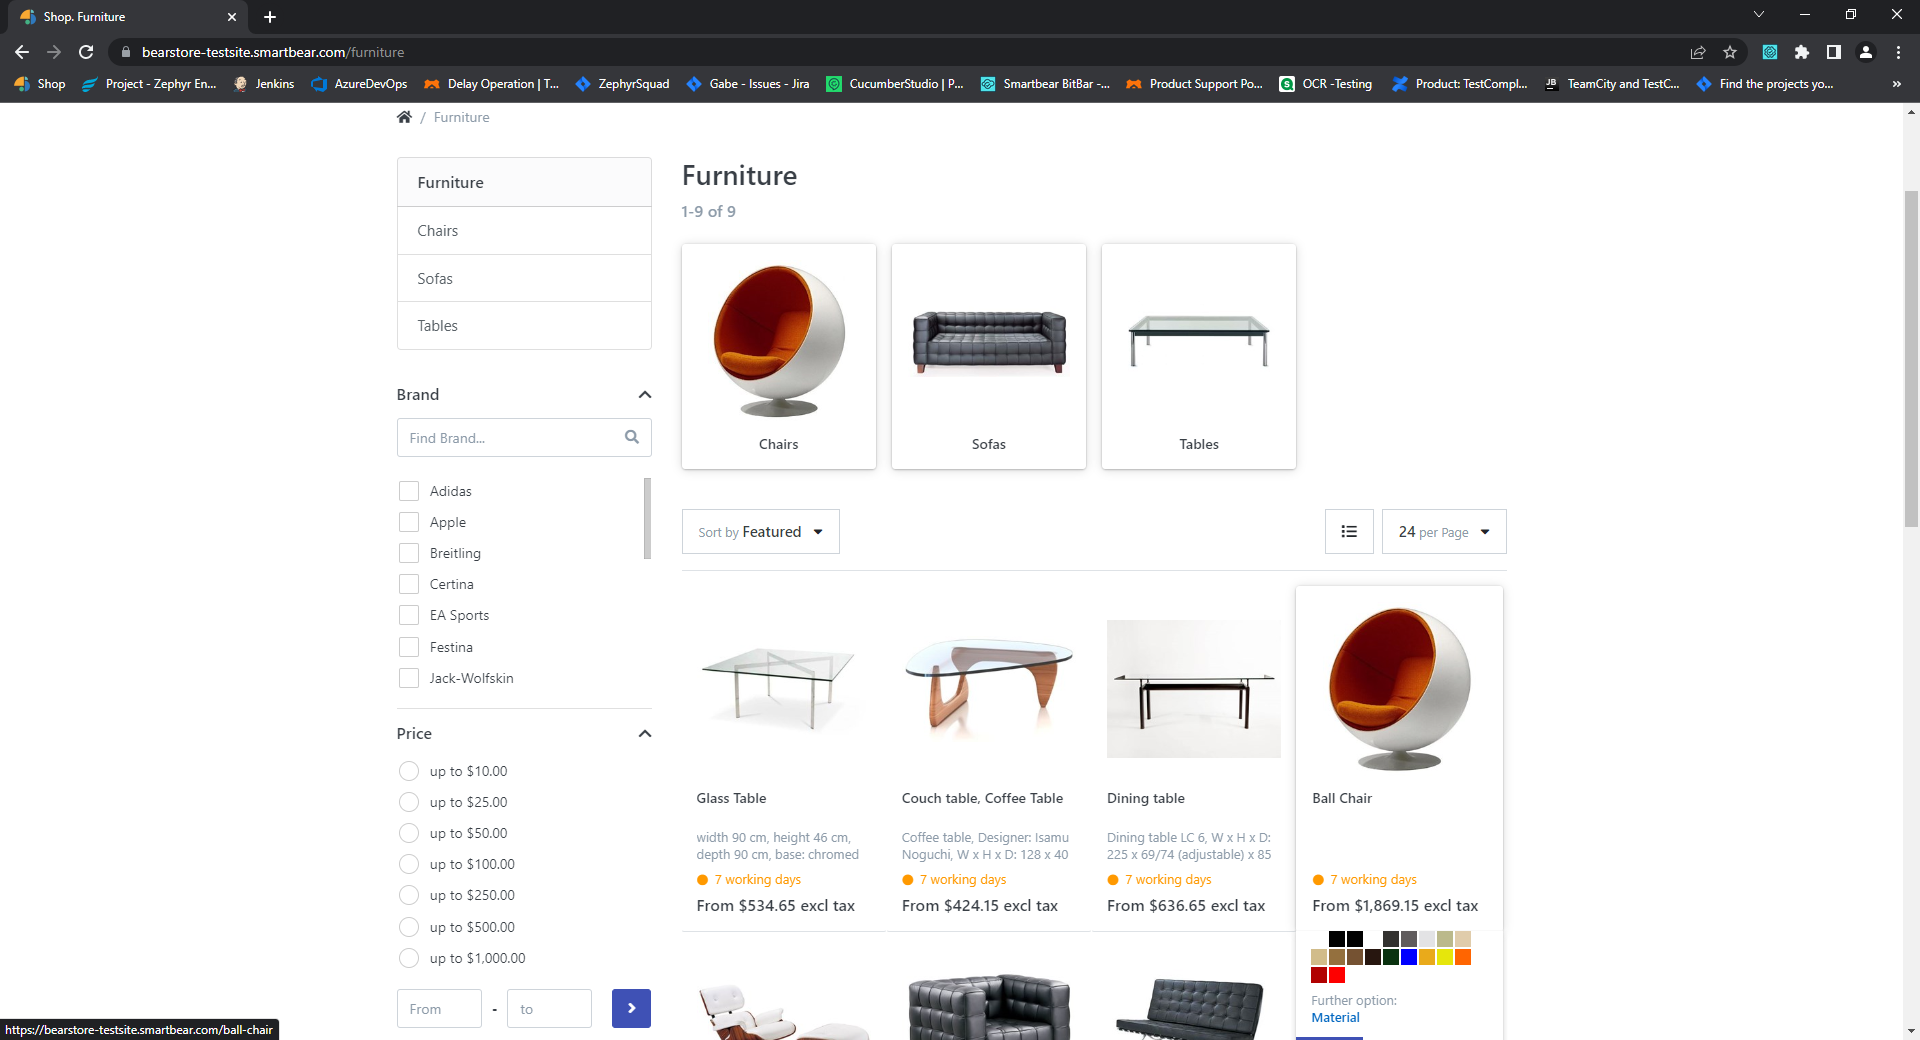 Shop. Furniture
bearstore-testsite.smartbear.com/furniture
Shop
Project - Zephyr En...
Jenkins
AzureDevOps
Delay Operation | T...
ZephyrSquad
Gabe - Issues - Jira
CucumberStudio | P...
Smartbear BitBar -...
Product Support Po...
OCR -Testing
Product: TestCompl...
TeamCity and TestC...
Find the projects yo...
»
/ Furniture
Furniture
Chairs
Sofas
Tables
Brand
Find Brand...
Adidas
Apple
Breitling
Certina
EA Sports
Festina
Jack-Wolfskin
Price
up to $10.00
up to $25.00
up to $50.00
up to $100.00
up to $250.00
up to $500.00
up to $1,000.00
From - to
Furniture
1-9 of 9
Chairs
Sofas
Tables
Sort by Featured
24 per Page
Glass Table
width 90 cm, height 46 cm,
depth 90 cm, base: chromed
7 working days
From $534.65 excl tax
Couch table, Coffee Table
Coffee table, Designer: Isamu
Noguchi, W x H x D: 128 x 40
7 working days
From $424.15 excl tax
Dining table
Dining table LC 6, W x H x D:
225 x 69/74 (adjustable) x 85
7 working days
From $636.65 excl tax
Ball Chair
7 working days
From $1,869.15 excl tax
Further option:
Material
https://bearstore-testsite.smartbear.com/ball-chair